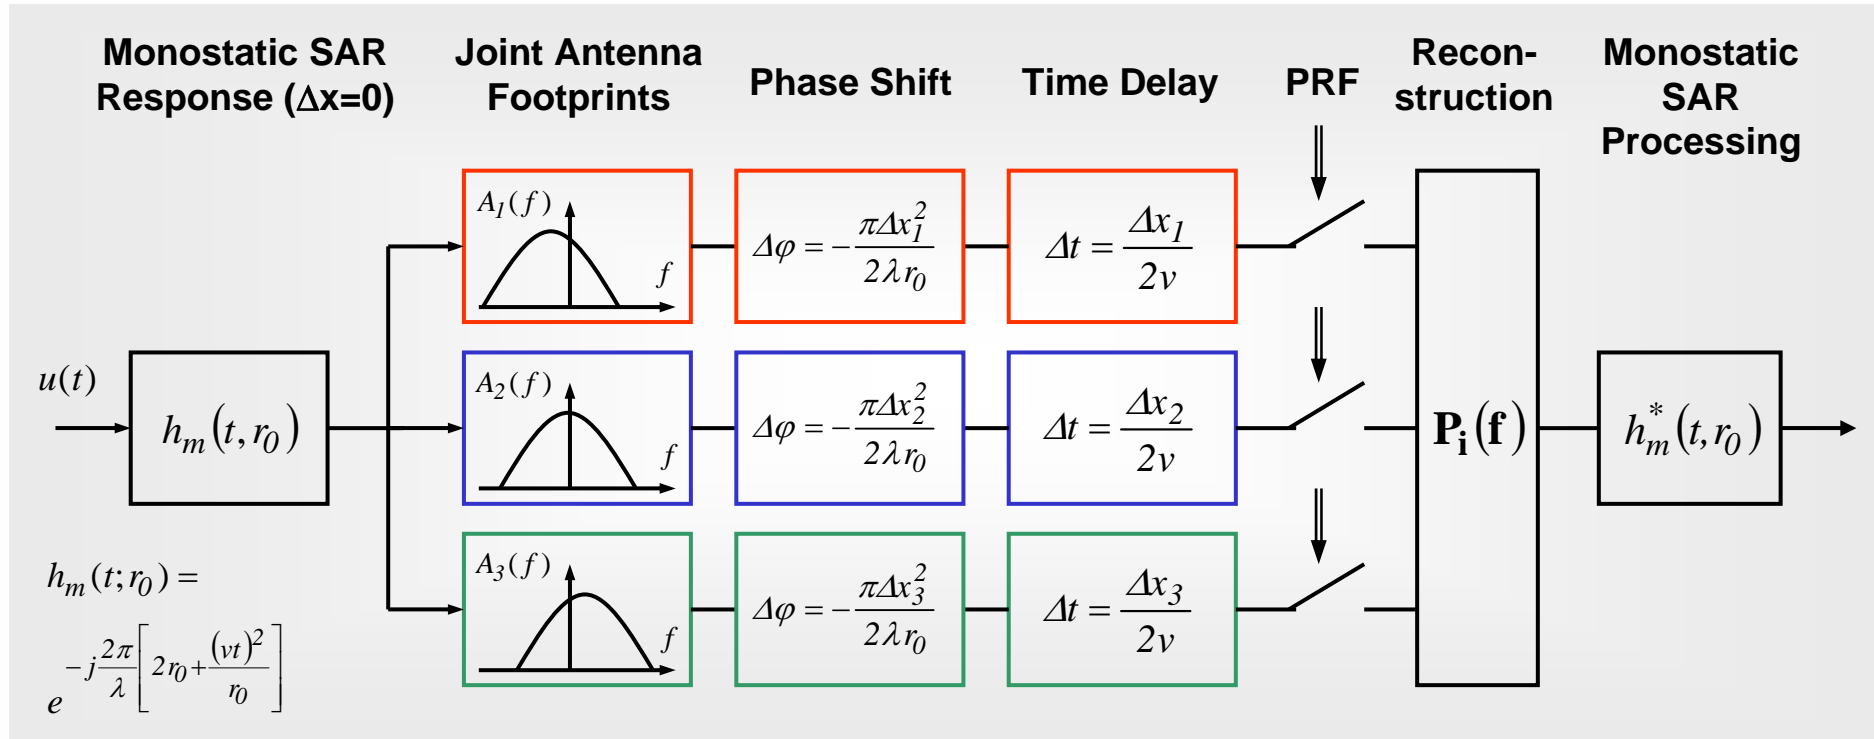 Monostatic SAR
Response (Δx=0)
Joint Antenna
Footprints
Phase Shift
Time Delay
PRF
Recon-
struction
Monostatic
SAR
Processing
A₁(f)
f
Δφ = −πΔx₁²/2λr₀
Δt = Δx₁/2v
u(t)
hₘ(t,r₀)
A₂(f)
f
Δφ = −πΔx₂²/2λr₀
Δt = Δx₂/2v
Pᵢ(f)
hₘ*(t,r₀)
A₃(f)
f
Δφ = −πΔx₃²/2λr₀
Δt = Δx₃/2v
hₘ(t;r₀) =
e^{−j(2π/λ)[2r₀+(vt)²/r₀]}